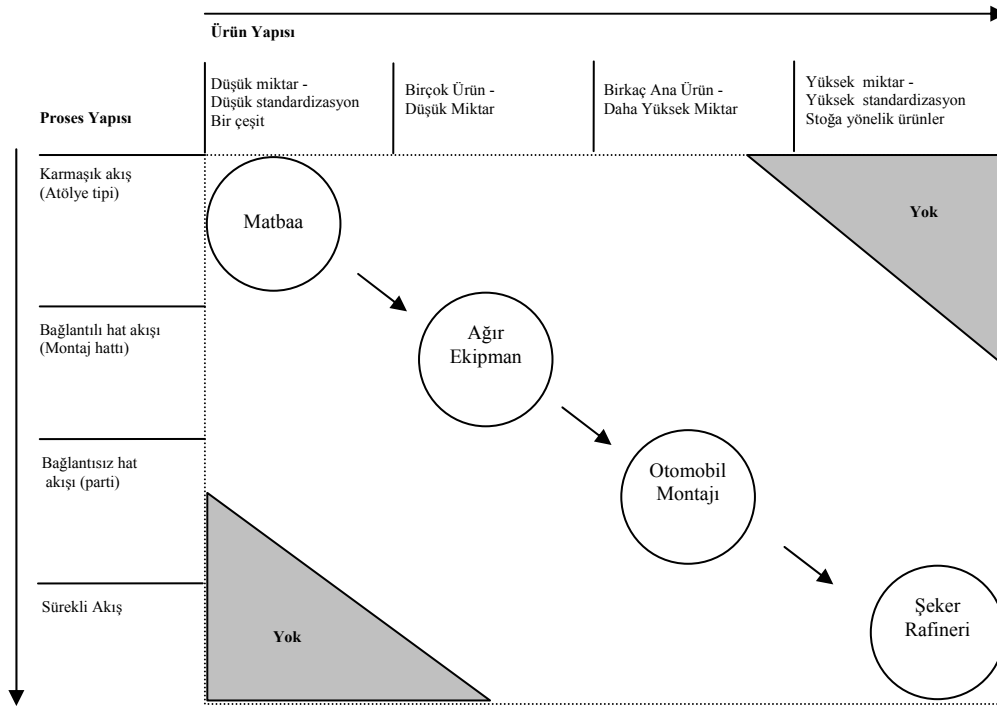 Ürün Yapısı
Proses Yapısı
Düşük miktar -
Düşük standardizasyon
Bir çeşit
Birçok Ürün -
Düşük Miktar
Birkaç Ana Ürün -
Daha Yüksek Miktar
Yüksek miktar -
Yüksek standardizasyon
Stoğa yönelik ürünler
Karmaşık akış
(Atölye tipi)
Matbaa
Yok
Bağlantılı hat akışı
(Montaj hattı)
Ağır
Ekipman
Bağlantısız hat
akışı (parti)
Otomobil
Montajı
Sürekli Akış
Yok
Şeker
Rafineri